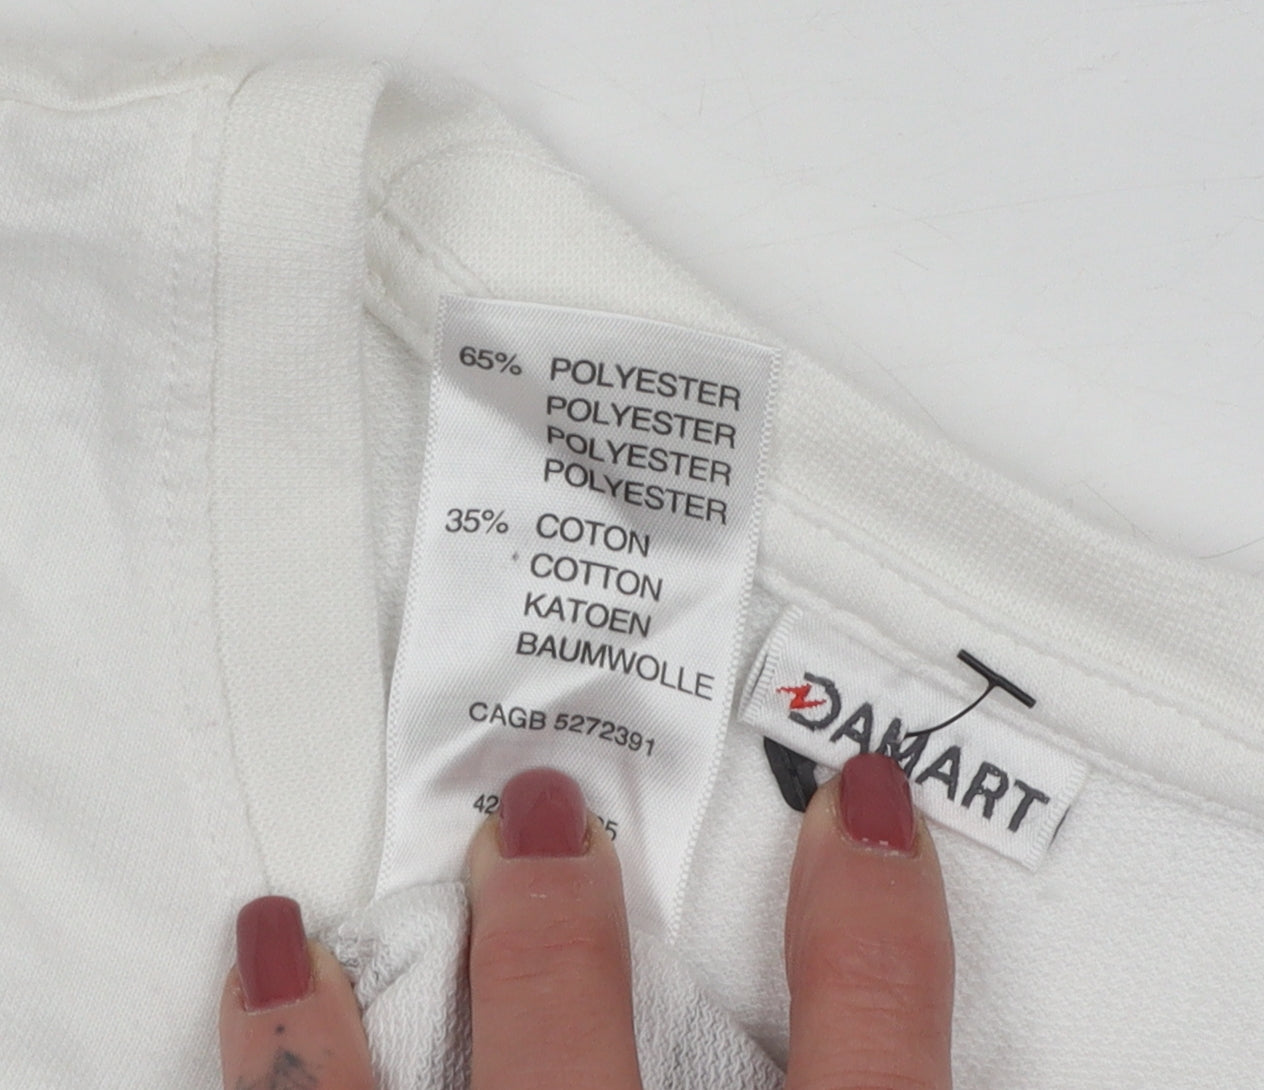 65% POLYESTER
POLYESTER
POLYESTER
POLYESTER
35% COTON
COTTON
KATOEN
BAUMWOLLE
CAGB 5272391
DAMART